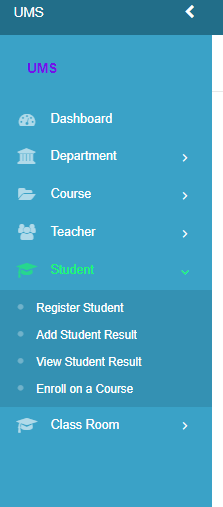 UMS
UMS
Dashboard
Department
Course
Teacher
Student
Register Student
Add Student Result
View Student Result
Enroll on a Course
Class Room